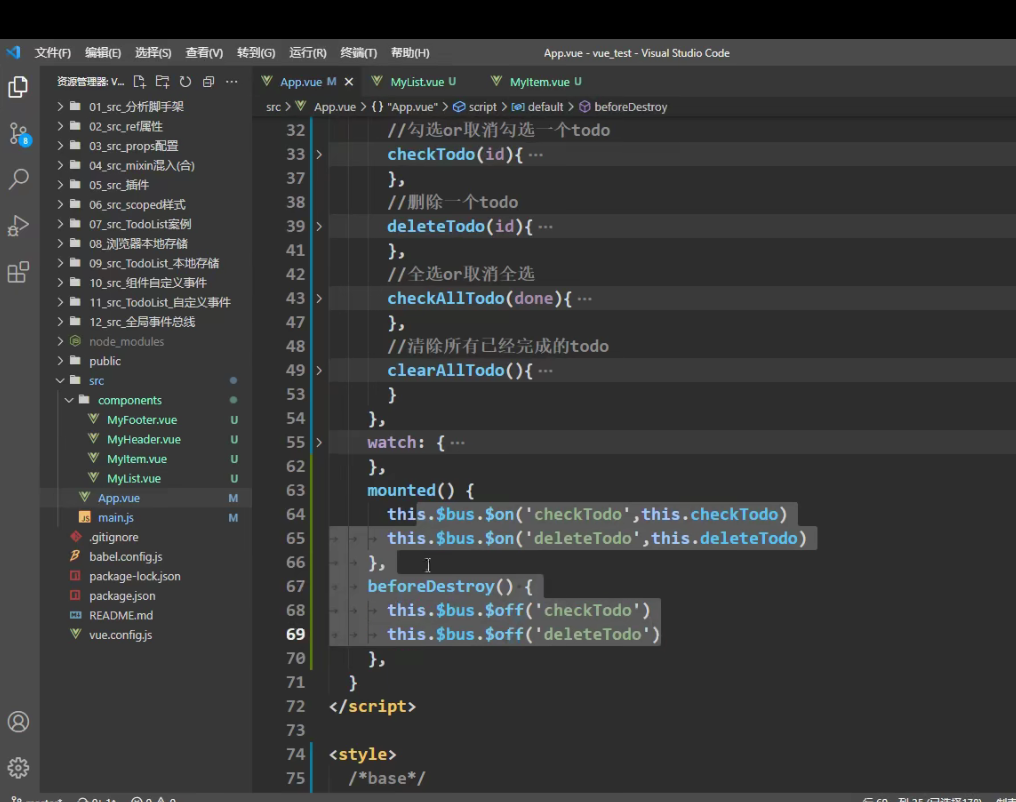 文件(F) 编辑(E) 选择(S) 查看(V) 转到(G) 运行(R) 终端(T) 帮助(H) App.vue - vue_test - Visual Studio Code
资源管理器: V...
App.vue M
MyList.vue U
MyItem.vue U
src > App.vue > {} "App.vue" > script > default > beforeDestroy
8
01_src_分析脚手架
02_src_ref属性
03_src_props配置
04_src_mixin混入(合)
05_src_插件
06_src_scoped样式
07_src_TodoList案例
08_浏览器本地存储
09_src_TodoList_本地存储
10_src_组件自定义事件
11_src_TodoList_自定义事件
12_src_全局事件总线
node_modules
public
src
components
MyFooter.vue U
MyHeader.vue U
MyItem.vue U
MyList.vue U
App.vue M
main.js M
.gitignore
babel.config.js
package-lock.json
package.json
README.md
vue.config.js
32 //勾选or取消勾选一个todo
33 checkTodo(id){ ···
37 },
38 //删除一个todo
39 deleteTodo(id){ ···
41 },
42 //全选or取消全选
43 checkAllTodo(done){ ···
47 },
48 //清除所有已经完成的todo
49 clearAllTodo(){ ···
53 }
54 },
55 watch: { ···
62 },
63 mounted() {
64 this.$bus.$on('checkTodo',this.checkTodo)
65 this.$bus.$on('deleteTodo',this.deleteTodo)
66 },
67 beforeDestroy() {
68 this.$bus.$off('checkTodo')
69 this.$bus.$off('deleteTodo')
70 },
71 }
72 </script>
73
74 <style>
75 /*base*/